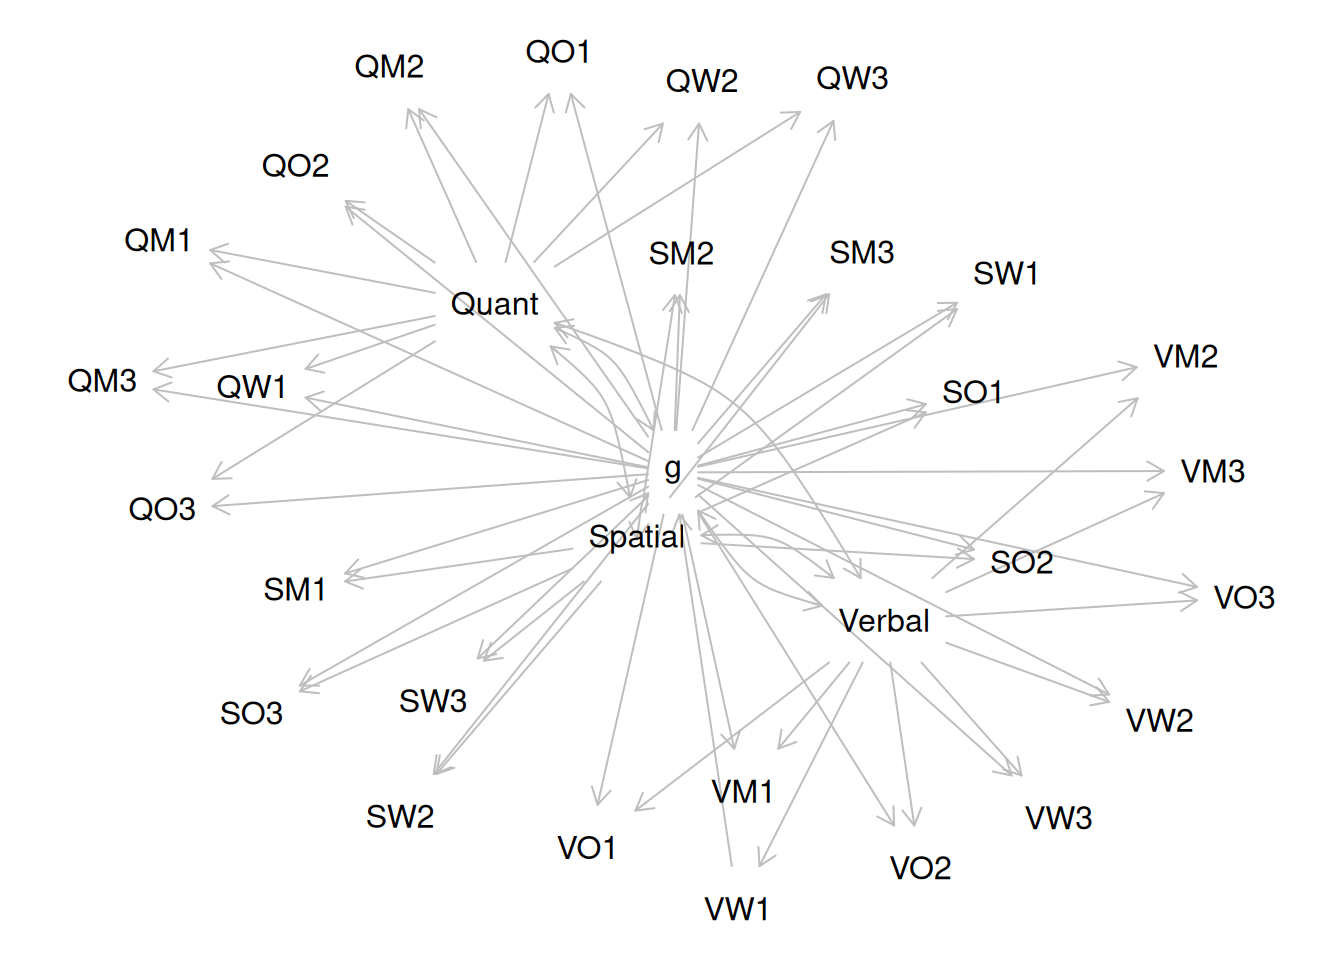 QO1
QM2
QW2
QW3
QO2
QM1
SM2
SM3
SW1
Quant
VM2
QM3
QW1
SO1
g
VM3
QO3
Spatial
SO2
SM1
VO3
Verbal
SW3
SO3
VW2
VM1
SW2
VW3
VO1
VO2
VW1